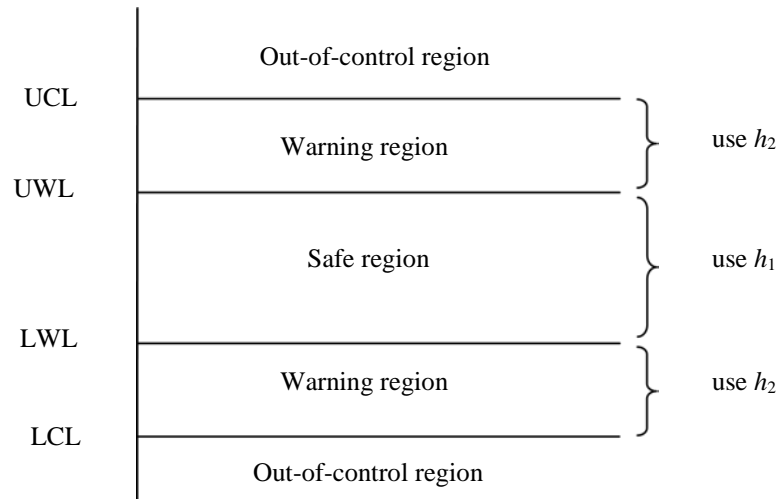 Out-of-control region
UCL
Warning region
use h₂
UWL
Safe region
use h₁
LWL
Warning region
use h₂
LCL
Out-of-control region